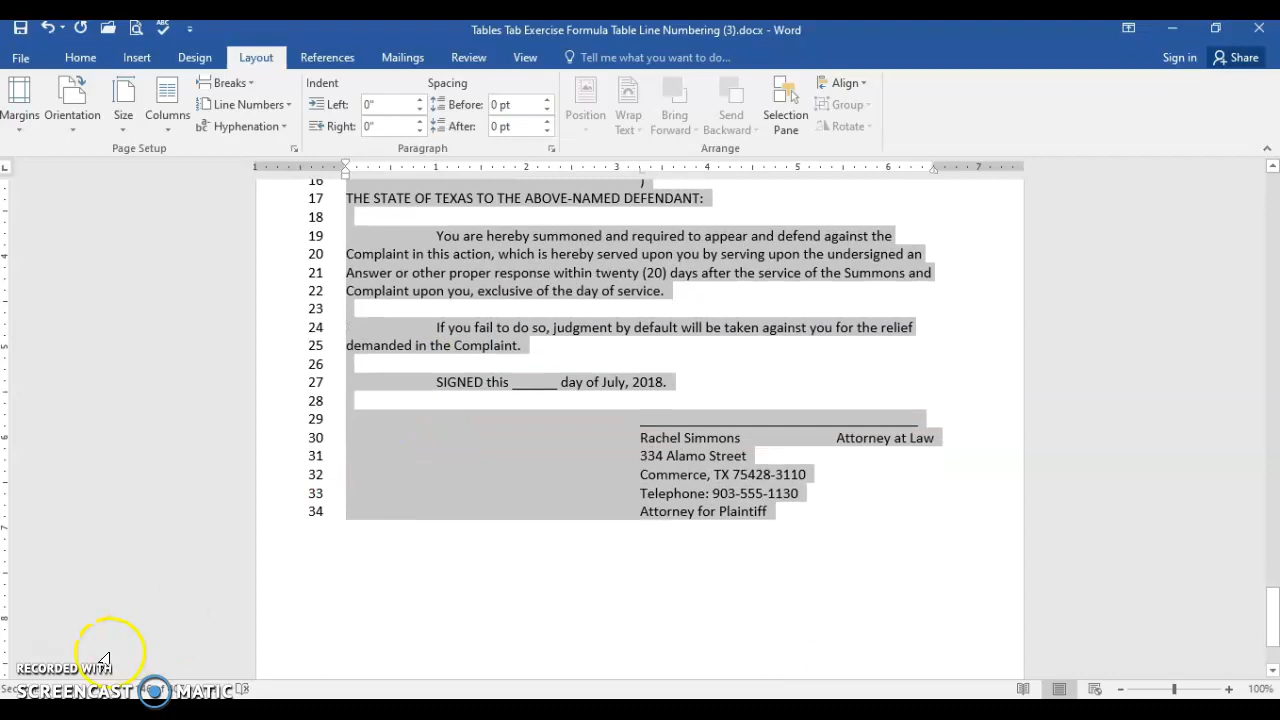 Tables Tab Exercise Formula Table Line Numbering (3).docx - Word
File Home Insert Design Layout References Mailings Review View Tell me what you want to do... Sign in Share
Breaks Indent Spacing Align
Line Numbers Left: 0" Before: 0 pt Group
Margins Orientation Size Columns Hyphenation Right: 0" After: 0 pt Position Wrap Text Bring Forward Send Backward Selection Pane Rotate
Page Setup Paragraph Arrange
1 1 2 3 4 5 6 7
16 )
17 THE STATE OF TEXAS TO THE ABOVE-NAMED DEFENDANT:
18
19 You are hereby summoned and required to appear and defend against the
20 Complaint in this action, which is hereby served upon you by serving upon the undersigned an
21 Answer or other proper response within twenty (20) days after the service of the Summons and
22 Complaint upon you, exclusive of the day of service.
23
24 If you fail to do so, judgment by default will be taken against you for the relief
25 demanded in the Complaint.
26
27 SIGNED this ______ day of July, 2018.
28
29 ______________________________________
30 Rachel Simmons Attorney at Law
31 334 Alamo Street
32 Commerce, TX 75428-3110
33 Telephone: 903-555-1130
34 Attorney for Plaintiff
RECORDED WITH
SCREENCAST MATIC
100%